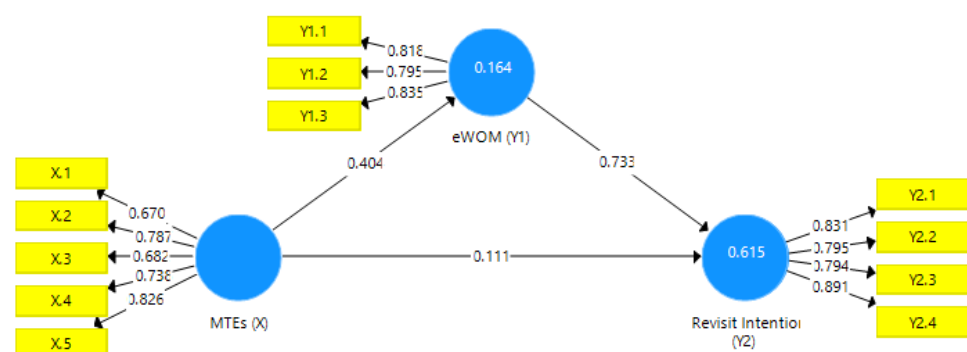 Y1.1
0.818
0.164
Y1.2
0.795
Y1.3
0.835
eWOM (Y1)
X.1
0.404
0.733
X.2
0.670
0.787
Y2.1
0.831
X.3
0.682
0.111
0.615
0.795
Y2.2
0.738
0.794
Y2.3
X.4
0.826
0.891
MTEs (X)
Revisit Intention
(Y2)
Y2.4
X.5